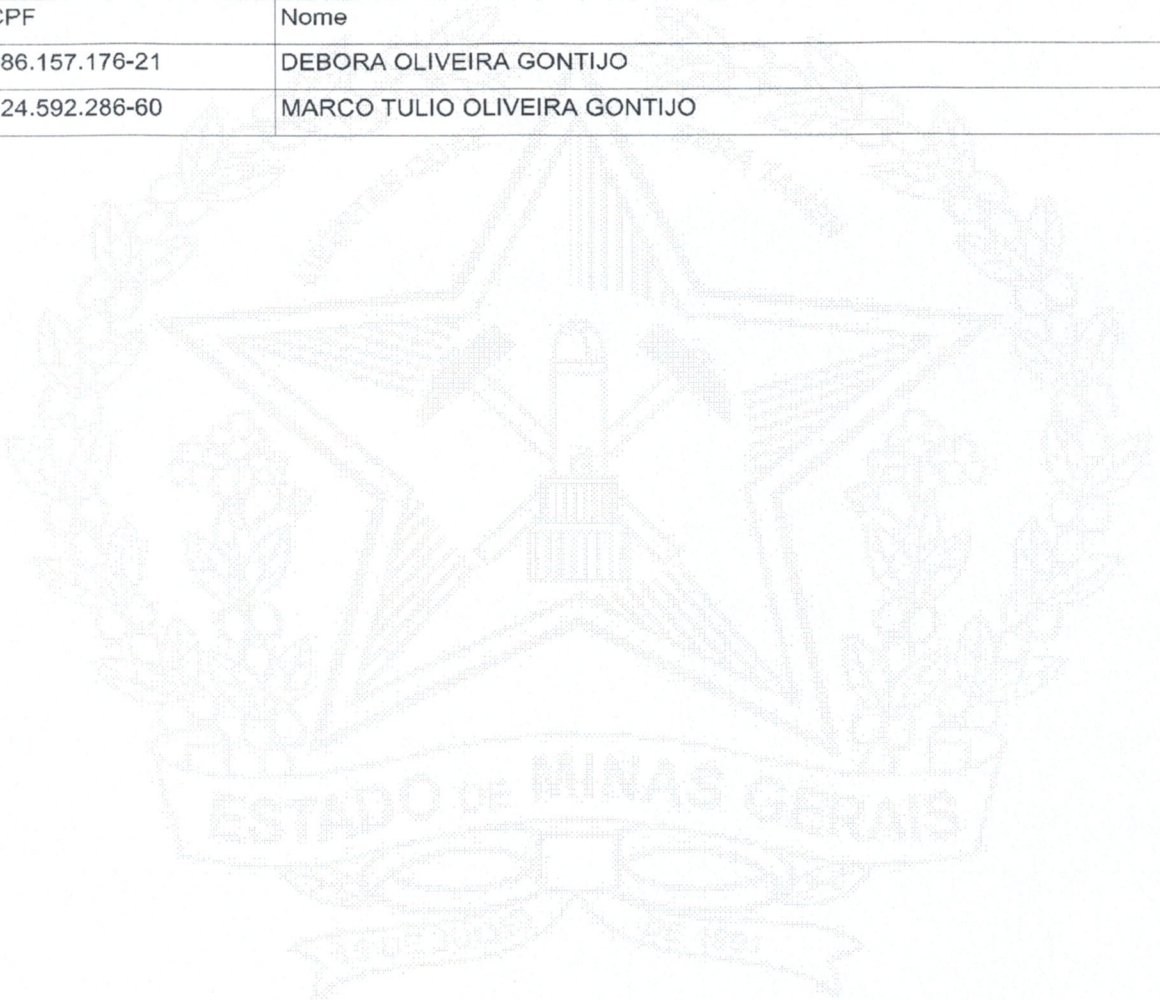 CPF Nome
86.157.176-21 DEBORA OLIVEIRA GONTIJO
24.592.286-60 MARCO TULIO OLIVEIRA GONTIJO
ESTADO DE MINAS GERAIS